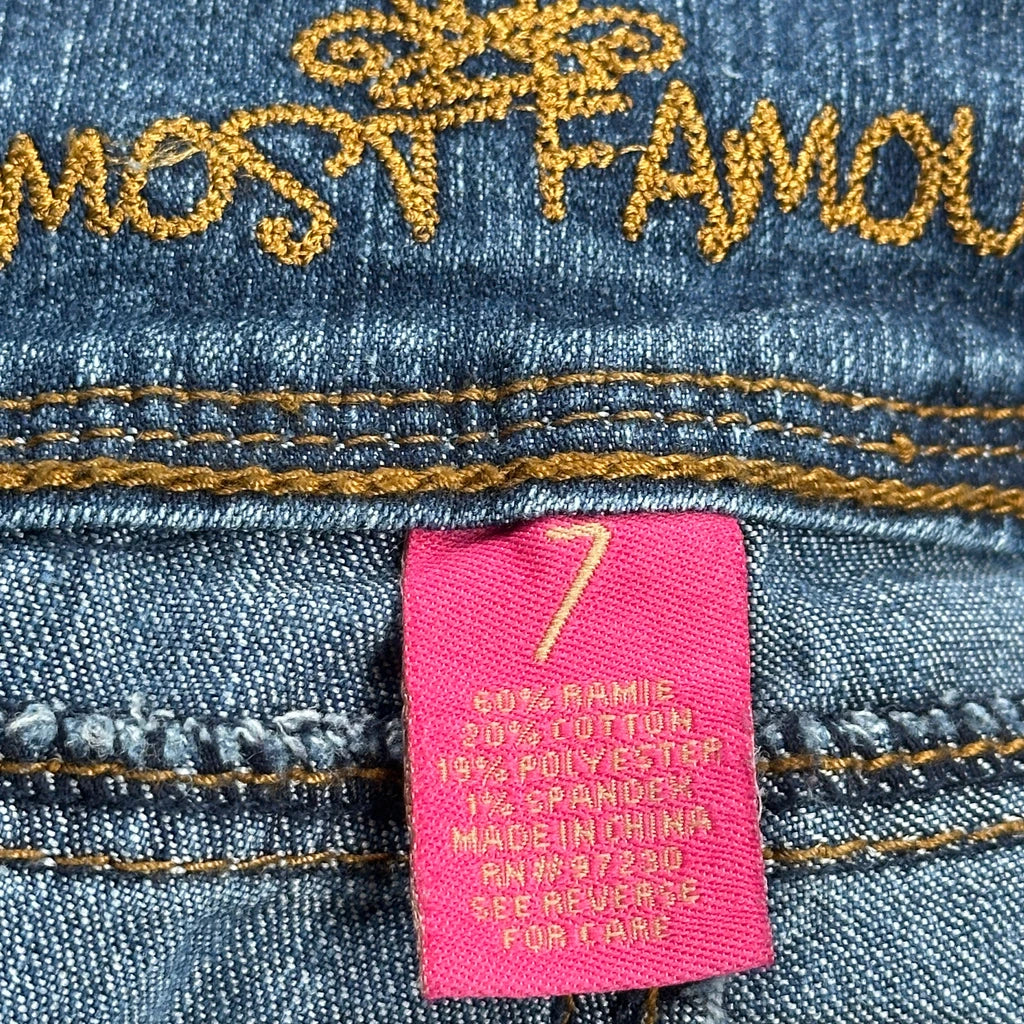 MOST FAMOU
7
60% RAMIE
20% COTTON
19% POLYESTER
1% SPANDEX
MADE IN CHINA
RN# 97230
SEE REVERSE
FOR CARE